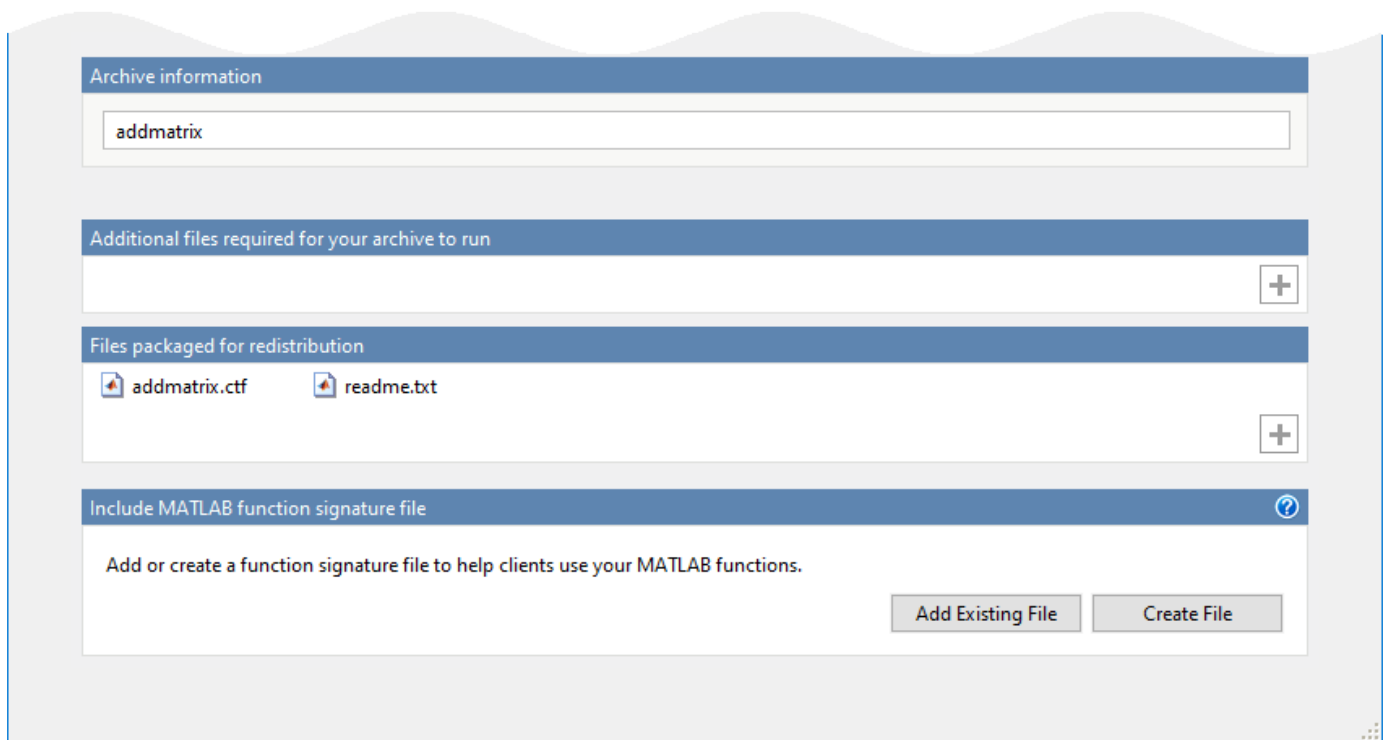 Archive information
addmatrix
Additional files required for your archive to run
Files packaged for redistribution
addmatrix.ctf readme.txt
Include MATLAB function signature file
Add or create a function signature file to help clients use your MATLAB functions.
Add Existing File Create File